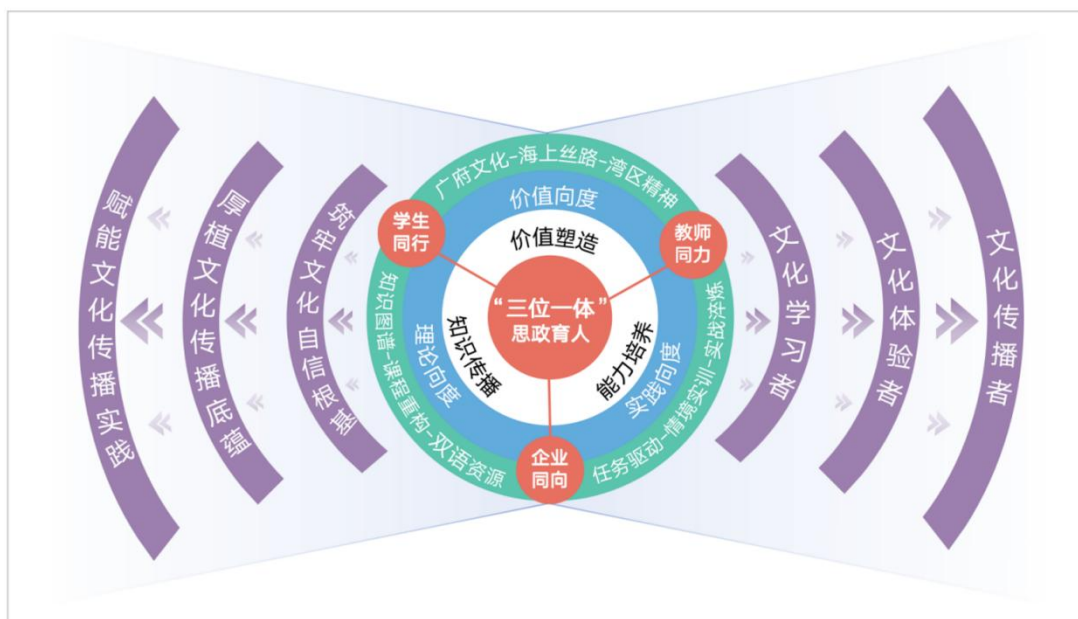 赋能文化传播实践
厚植文化传播底蕴
筑牢文化自信根基
广府文化-海上丝路-湾区精神
价值向度
价值塑造
学生
同行
教师
同力
“三位一体”
思政育人
知识图谱-课程重构-双语资源
理论向度
知识传播
能力培养
实践向度
任务驱动-情境实训-实战淬炼
企业
同向
文化学习者
文化体验者
文化传播者